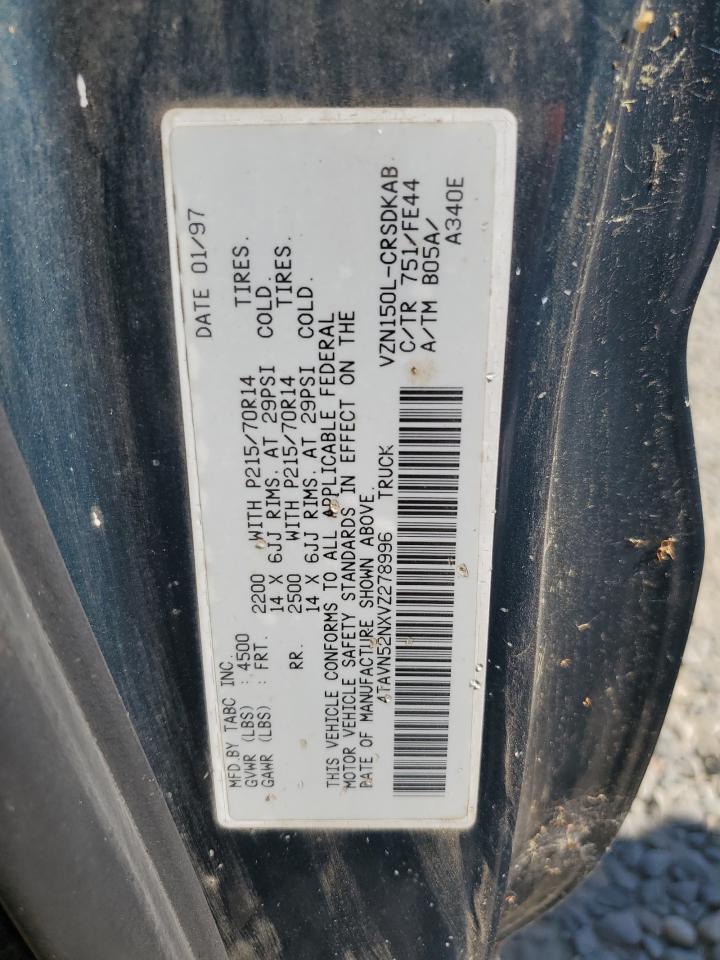 MFD.BY TABC INC. DATE 01/97
GVWR (LBS) : 4500
GAWR (LBS) : FRT. 2200 WITH P215/70R14 TIRES.
14 X 6JJ RIMS. AT 29PSI COLD.
RR. 2500 WITH P215/70R14 TIRES.
14 X 6JJ RIMS. AT 29PSI COLD.
THIS VEHICLE CONFORMS TO ALL APPLICABLE FEDERAL
MOTOR VEHICLE SAFETY STANDARDS IN EFFECT ON THE
DATE OF MANUFACTURE SHOWN ABOVE.
4TAVN52NXVZ278996 TRUCK
VZN150L-CRSDKAB
C/TR 751/FE44
A/TM B05A/
A340E